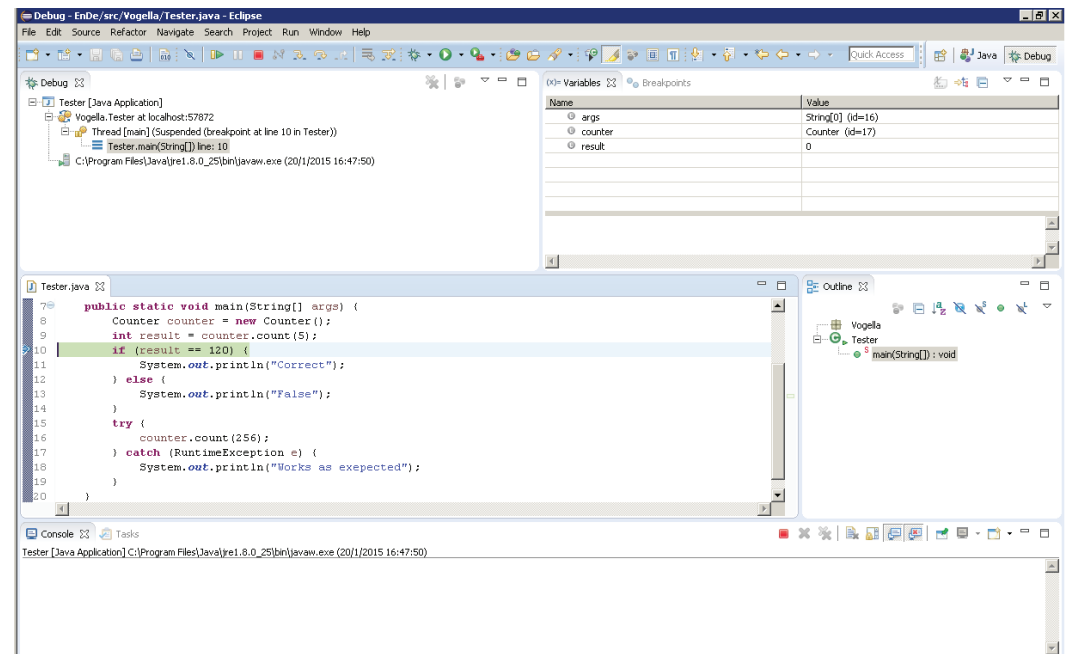 Debug - EnDe/src/Vogella/Tester.java - Eclipse
File Edit Source Refactor Navigate Search Project Run Window Help
Quick Access Java Debug
Debug
Tester [Java Application]
Vogella.Tester at localhost:57872
Thread [main] (Suspended (breakpoint at line 10 in Tester))
Tester.main(String[]) line: 10
C:\Program Files\Java\jre1.8.0_25\bin\javaw.exe (20/1/2015 16:47:50)
(x)= Variables Breakpoints
Name Value
args String[0] (id=16)
counter Counter (id=17)
result 0
Tester.java
7 public static void main(String[] args) {
8 Counter counter = new Counter();
9 int result = counter.count(5);
10 if (result == 120) {
11 System.out.println("Correct");
12 } else {
13 System.out.println("False");
14 }
15 try {
16 counter.count(256);
17 } catch (RuntimeException e) {
18 System.out.println("Works as exepected");
19 }
20 }
Outline
Vogella
Tester
main(String[]) : void
Console Tasks
Tester [Java Application] C:\Program Files\Java\jre1.8.0_25\bin\javaw.exe (20/1/2015 16:47:50)